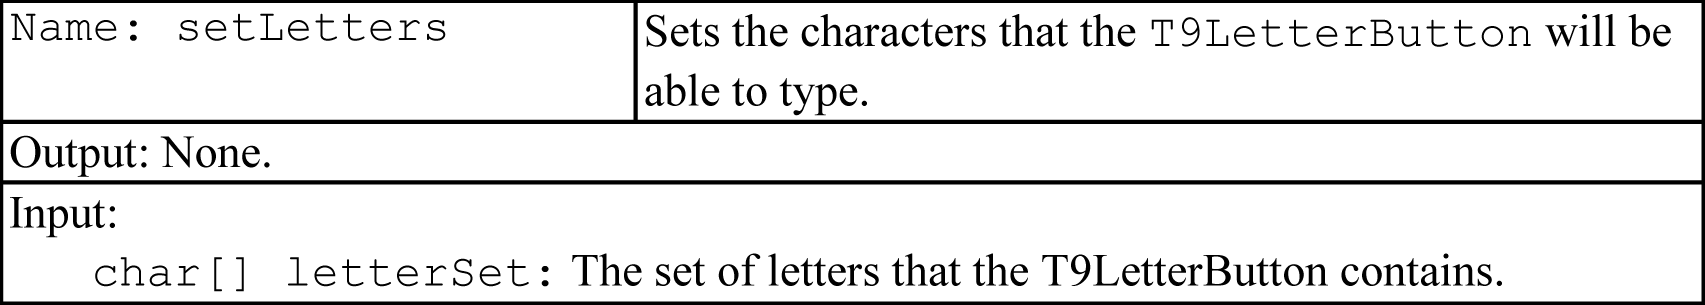 Name: setLetters
Sets the characters that the T9LetterButton will be
able to type.
Output: None.
Input:
char[] letterSet: The set of letters that the T9LetterButton contains.